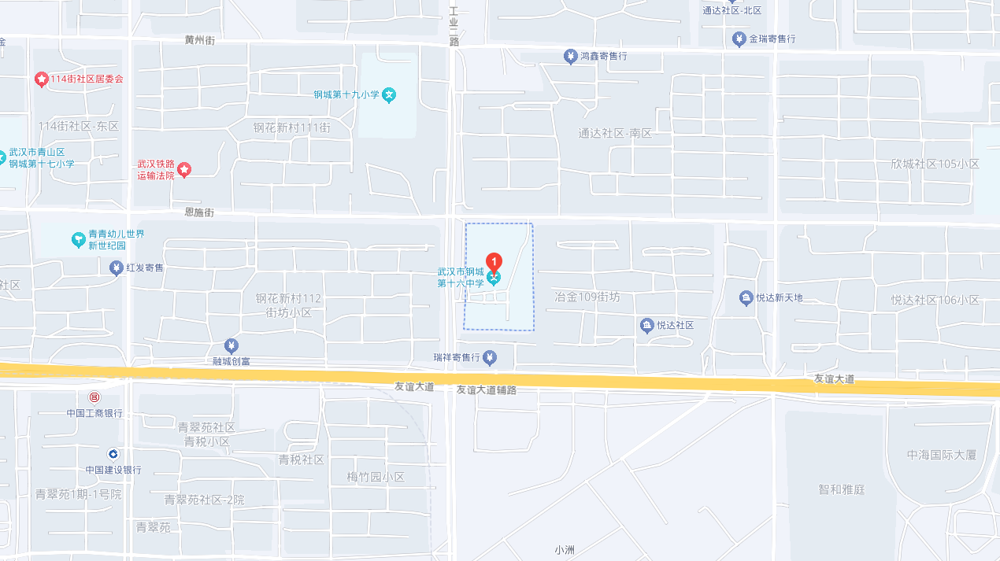 工
业
二
路
通达社区-北区
黄州街
金瑞寄售行
金
鸿鑫寄售行
114街社区居委会
钢城第十九小学
114街社区-东区
钢花新村111街
通达社区-南区
武汉市青山区
钢城第十七小学
武汉铁路
运输法院
欣城社区105小区
恩施街
青青幼儿世界
新世纪园
红发寄售
1
武汉市钢城
第十六中学
社区
钢花新村112
街坊小区
冶金109街坊
悦达新天地
悦达社区106小区
悦达社区
融城创富
瑞祥寄售行
友谊大道
友谊大道
友谊大道辅路
中国工商银行
青翠苑社区
青税小区
青税社区
中国建设银行
梅竹园小区
中海国际大厦
青翠苑1期-1号院
青翠苑社区-2院
智和雅庭
青翠苑
小洲